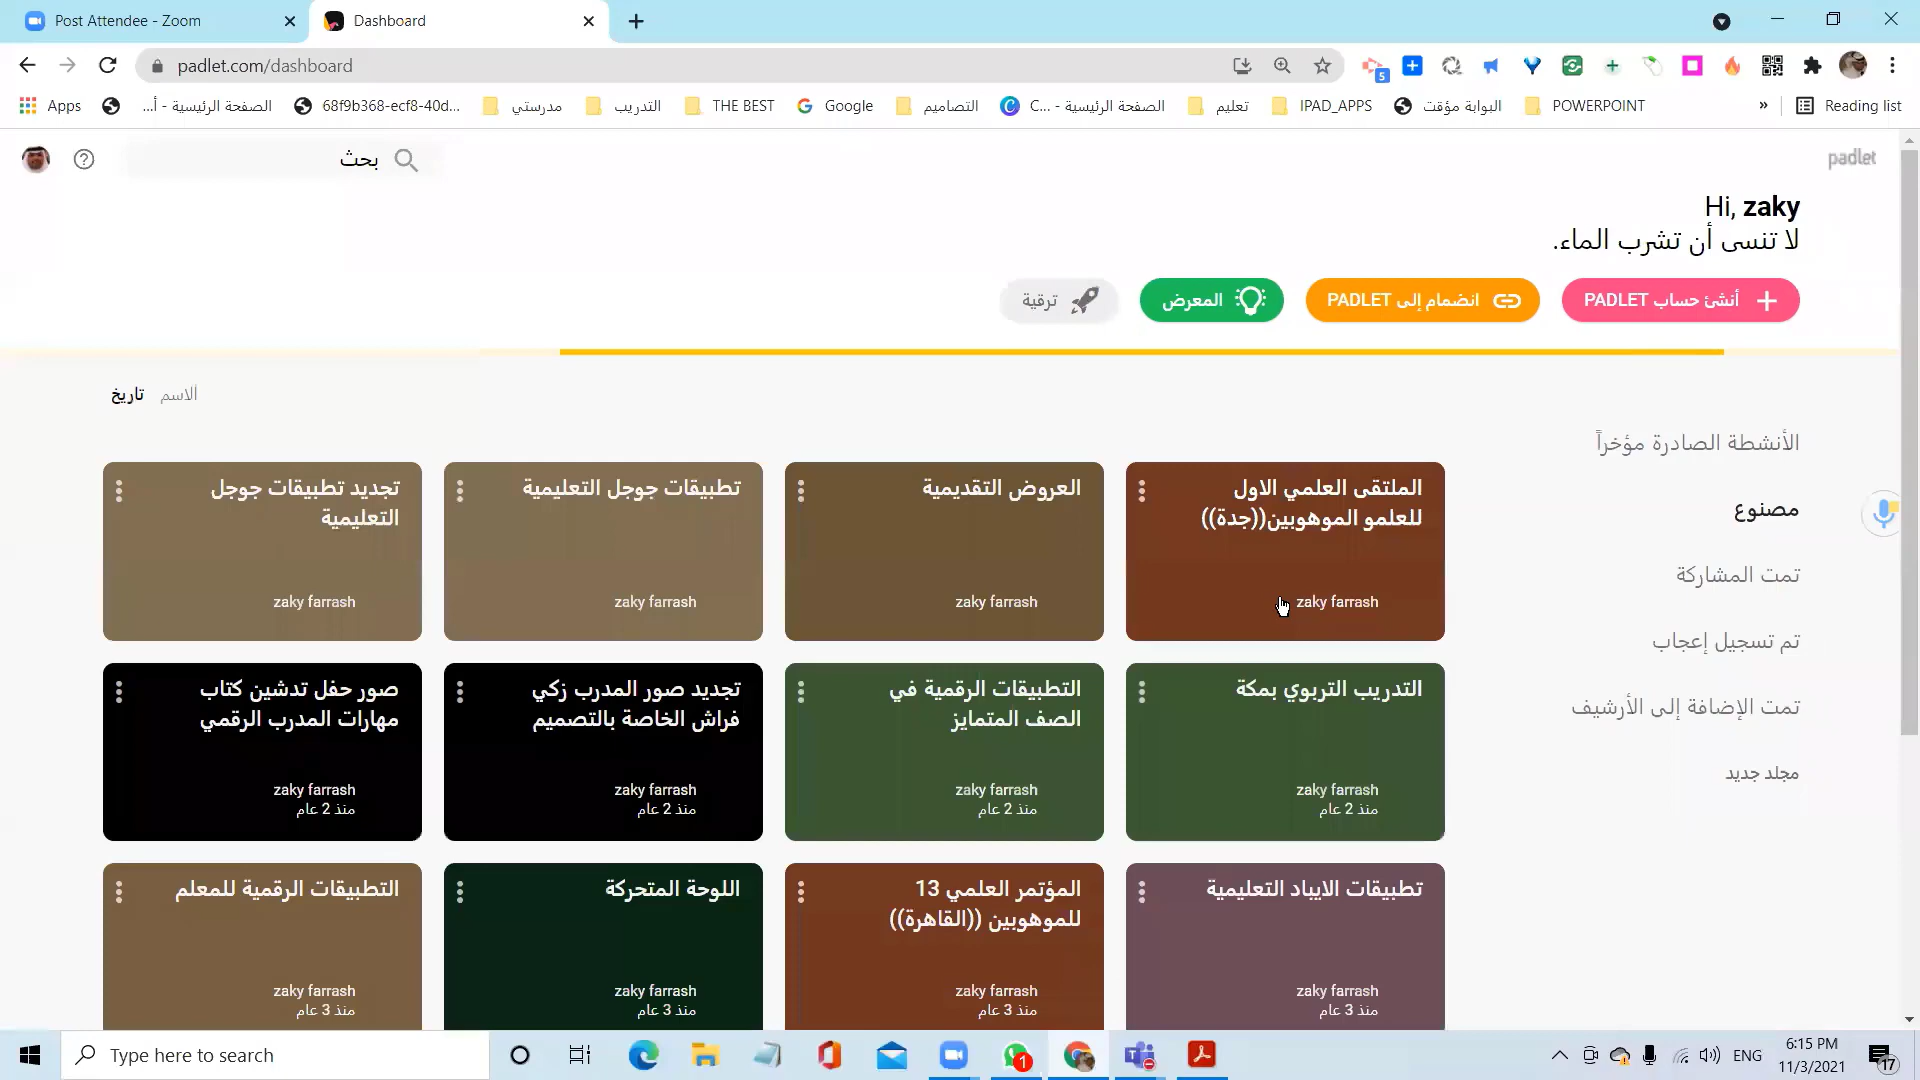 Post Attendee - Zoom
Dashboard
padlet.com/dashboard
5
Apps
الصفحة الرئيسية - أ...
68f9b368-ecf8-40d...
مدرستي
التدريب
THE BEST
Google
التصاميم
الصفحة الرئيسية - C...
تعليم
IPAD_APPS
البوابة مؤقت
POWERPOINT
»
Reading list
بحث
padlet
Hi, zaky
لا تنسى أن تشرب الماء.
أنشئ حساب PADLET
انضمام إلى PADLET
المعرض
ترقية
الاسم
تاريخ
الأنشطة الصادرة مؤخراً
مصنوع
تمت المشاركة
تم تسجيل إعجاب
تمت الإضافة إلى الأرشيف
مجلد جديد
الملتقى العلمي الاول
للعلمو الموهوبين((جدة))
zaky farrash
العروض التقديمية
zaky farrash
تطبيقات جوجل التعليمية
zaky farrash
تجديد تطبيقات جوجل
التعليمية
zaky farrash
التدريب التربوي بمكة
zaky farrash
منذ 2 عام
التطبيقات الرقمية في
الصف المتمايز
zaky farrash
منذ 2 عام
تجديد صور المدرب زكي
فراش الخاصة بالتصميم
zaky farrash
منذ 2 عام
صور حفل تدشين كتاب
مهارات المدرب الرقمي
zaky farrash
منذ 2 عام
تطبيقات الايباد التعليمية
zaky farrash
منذ 3 عام
المؤتمر العلمي 13
للموهوبين ((القاهرة))
zaky farrash
منذ 3 عام
اللوحة المتحركة
zaky farrash
منذ 3 عام
التطبيقات الرقمية للمعلم
zaky farrash
منذ 3 عام
Type here to search
1
ENG
6:15 PM
11/3/2021
17